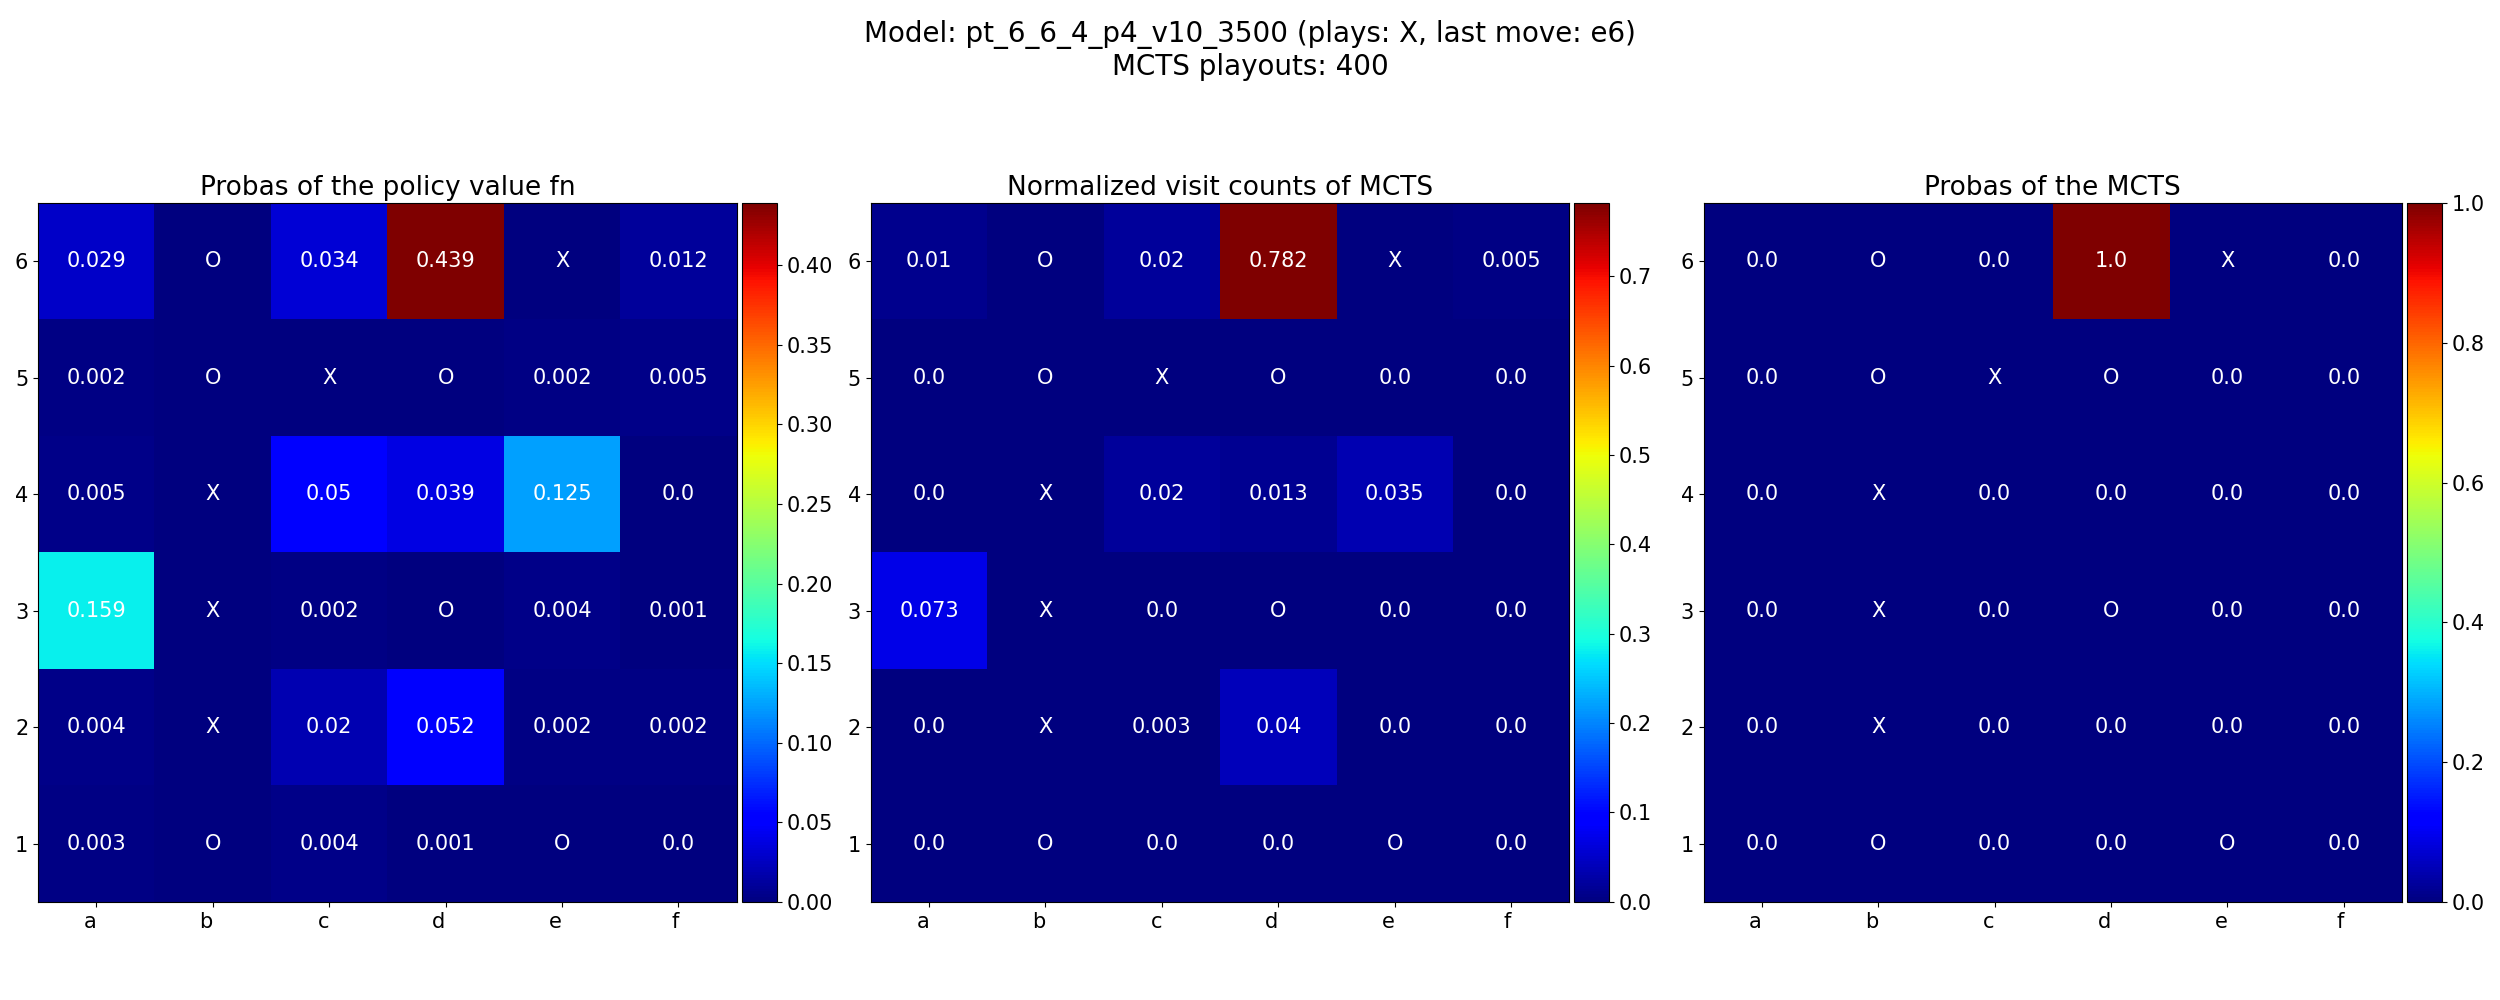 Model: pt_6_6_4_p4_v10_3500 (plays: X, last move: e6)
MCTS playouts: 400
Probas of the policy value fn
6 0.029 O 0.034 0.439 X 0.012
5 0.002 O X O 0.002 0.005
4 0.005 X 0.05 0.039 0.125 0.0
3 0.159 X 0.002 O 0.004 0.001
2 0.004 X 0.02 0.052 0.002 0.002
1 0.003 O 0.004 0.001 O 0.0
a b c d e f
0.40
0.35
0.30
0.25
0.20
0.15
0.10
0.05
0.00
Normalized visit counts of MCTS
6 0.01 O 0.02 0.782 X 0.005
5 0.0 O X O 0.0 0.0
4 0.0 X 0.02 0.013 0.035 0.0
3 0.073 X 0.0 O 0.0 0.0
2 0.0 X 0.003 0.04 0.0 0.0
1 0.0 O 0.0 0.0 O 0.0
a b c d e f
0.7
0.6
0.5
0.4
0.3
0.2
0.1
0.0
Probas of the MCTS
6 0.0 O 0.0 1.0 X 0.0
5 0.0 O X O 0.0 0.0
4 0.0 X 0.0 0.0 0.0 0.0
3 0.0 X 0.0 O 0.0 0.0
2 0.0 X 0.0 0.0 0.0 0.0
1 0.0 O 0.0 0.0 O 0.0
a b c d e f
1.0
0.8
0.6
0.4
0.2
0.0